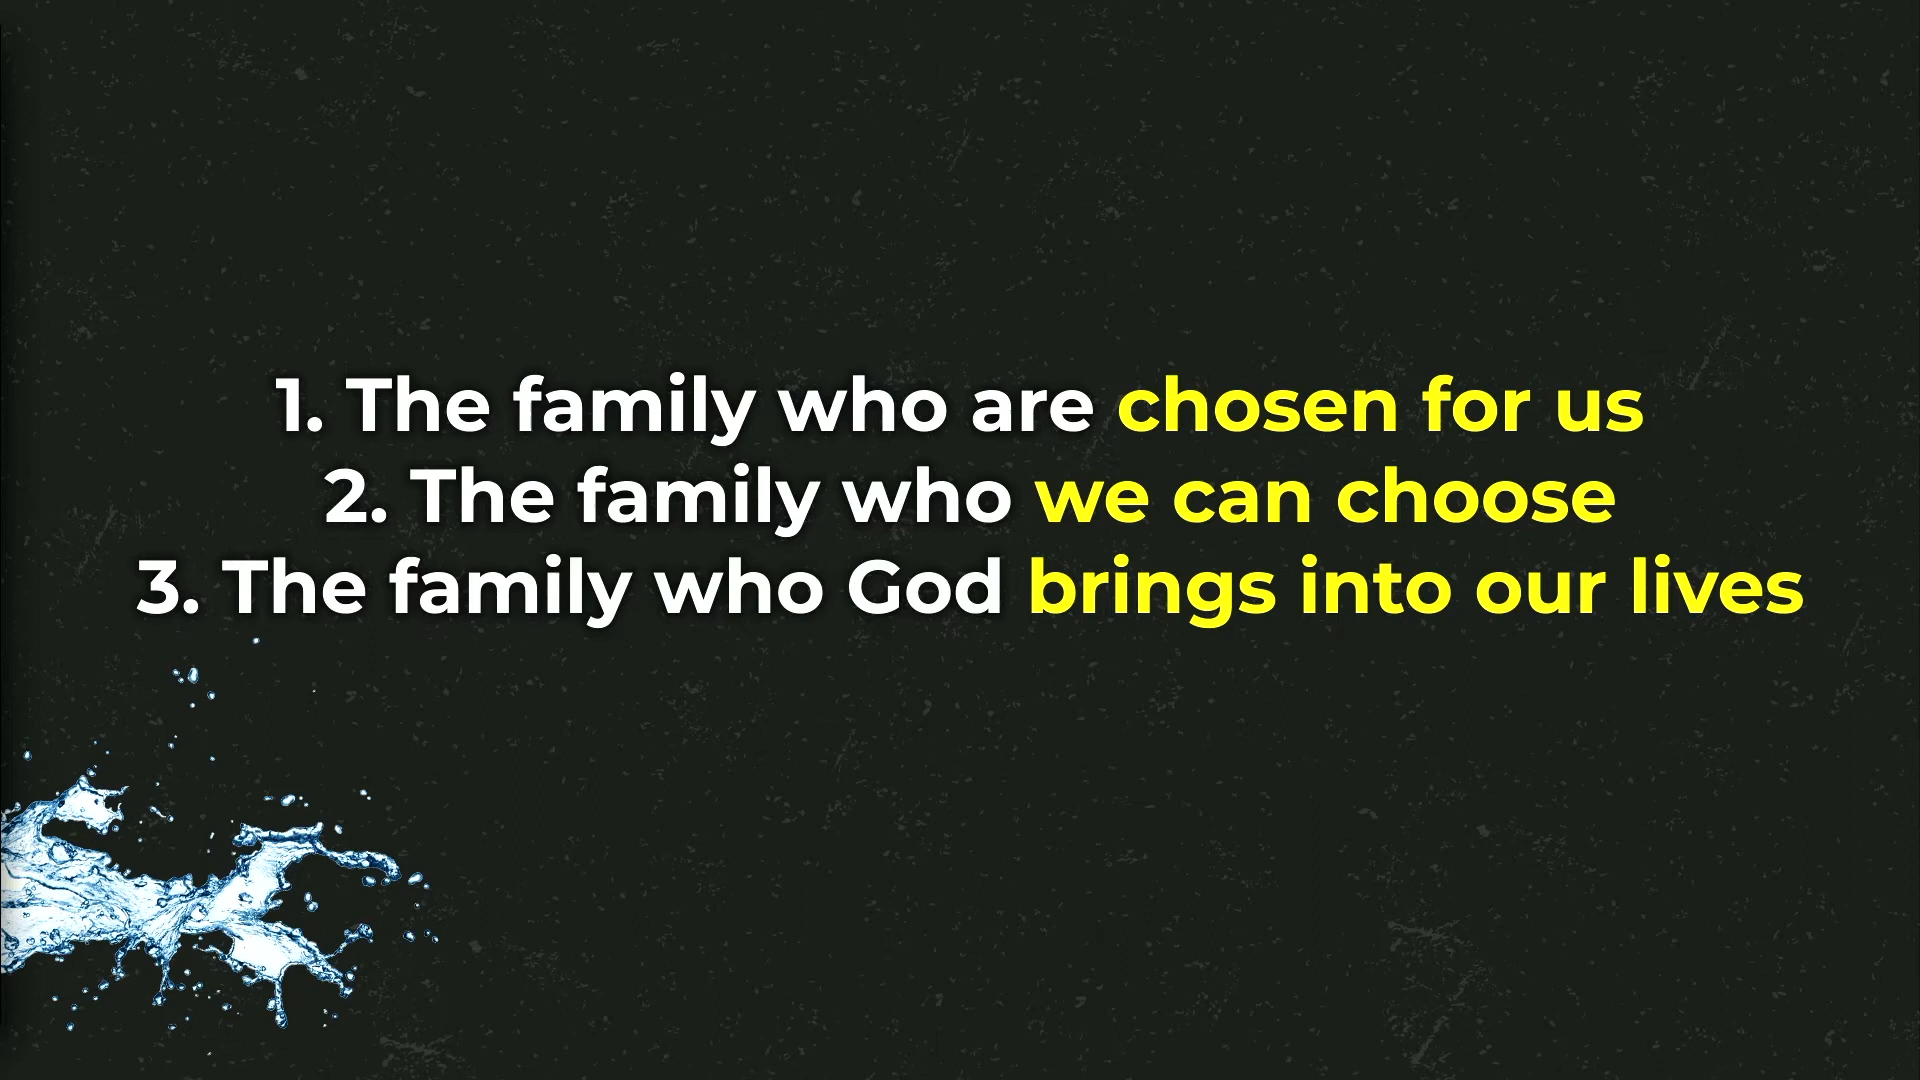 1. The family who are chosen for us
2. The family who we can choose
3. The family who God brings into our lives